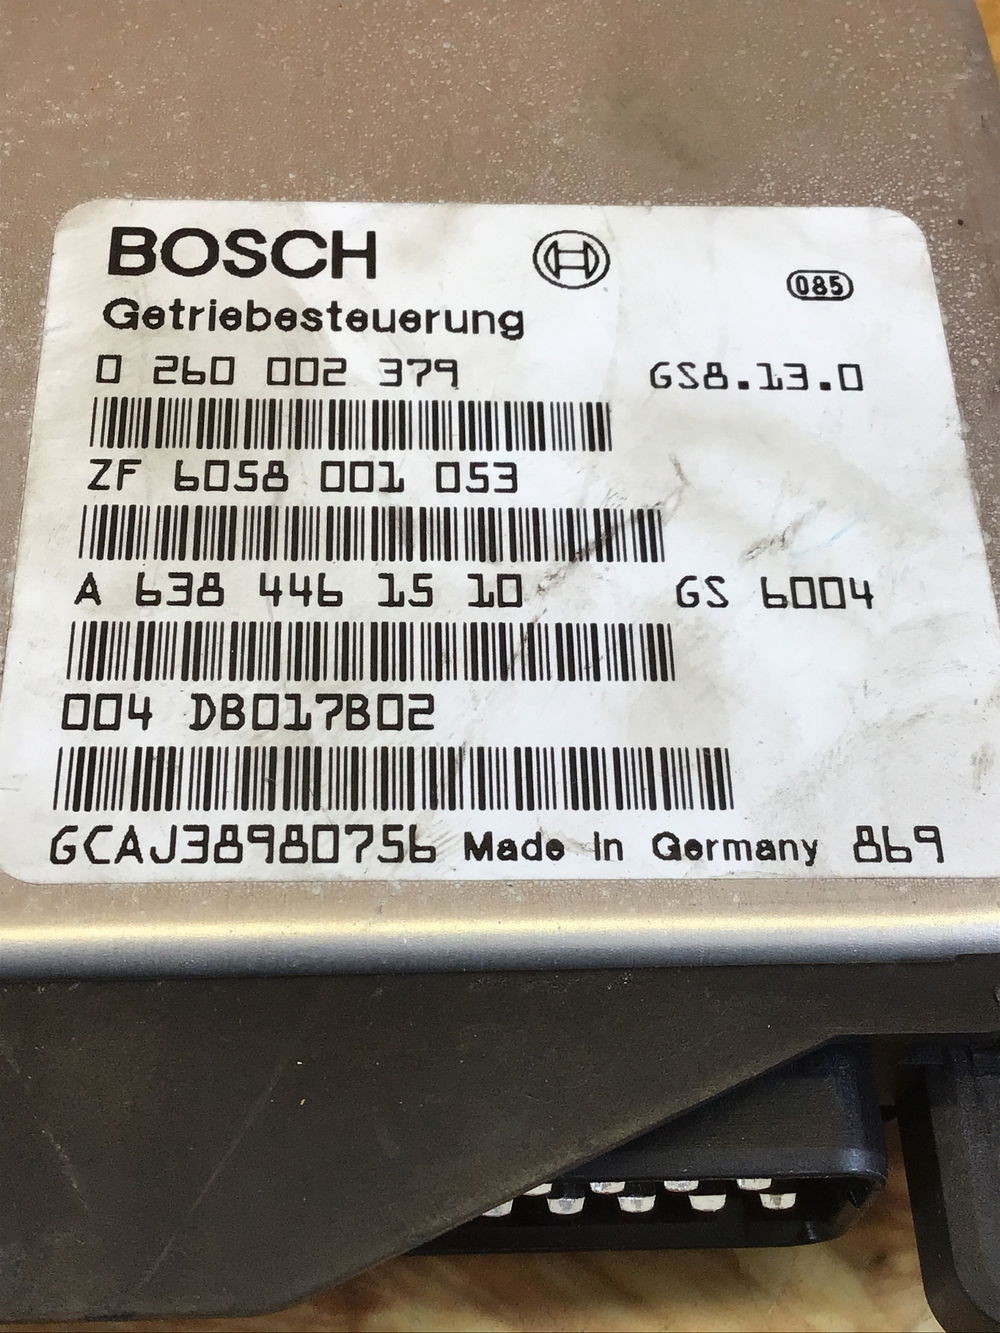 BOSCH
085
Getriebesteuerung
0 260 002 379 GS8.13.0
ZF 6058 001 053
A 638 446 15 10 GS 6004
004 DB017B02
GCAJ38980756 Made in Germany 869